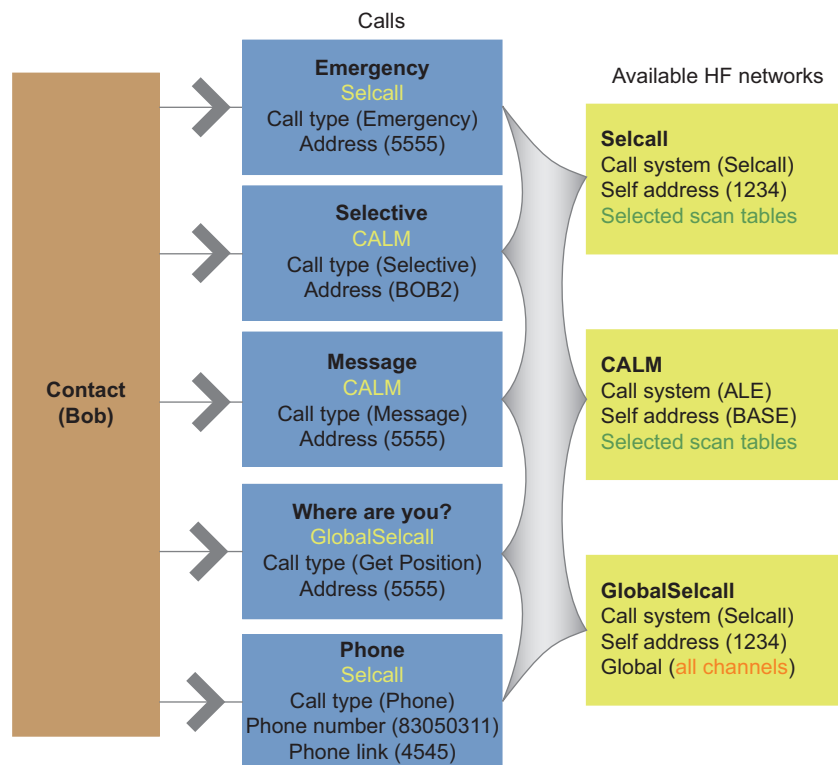 Calls
Contact
(Bob)
Emergency
Selcall
Call type (Emergency)
Address (5555)
Selective
CALM
Call type (Selective)
Address (BOB2)
Message
CALM
Call type (Message)
Address (5555)
Where are you?
GlobalSelcall
Call type (Get Position)
Address (5555)
Phone
Selcall
Call type (Phone)
Phone number (83050311)
Phone link (4545)
Available HF networks
Selcall
Call system (Selcall)
Self address (1234)
Selected scan tables
CALM
Call system (ALE)
Self address (BASE)
Selected scan tables
GlobalSelcall
Call system (Selcall)
Self address (1234)
Global (all channels)